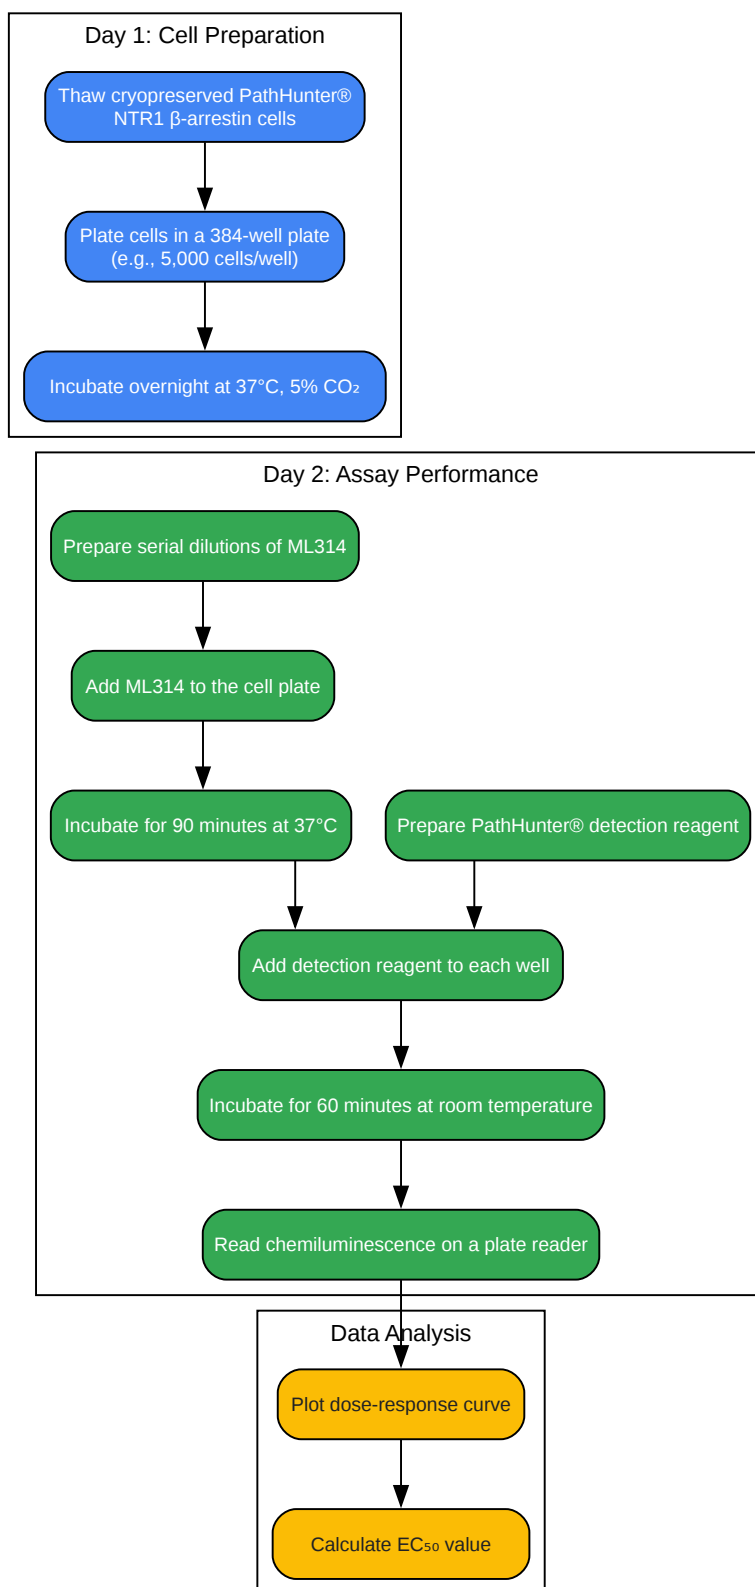 Day 1: Cell Preparation
Thaw cryopreserved PathHunter®
NTR1 β-arrestin cells
Plate cells in a 384-well plate
(e.g., 5,000 cells/well)
Incubate overnight at 37°C, 5% CO₂
Day 2: Assay Performance
Prepare serial dilutions of ML314
Add ML314 to the cell plate
Incubate for 90 minutes at 37°C
Prepare PathHunter® detection reagent
Add detection reagent to each well
Incubate for 60 minutes at room temperature
Read chemiluminescence on a plate reader
Data Analysis
Plot dose-response curve
Calculate EC₅₀ value